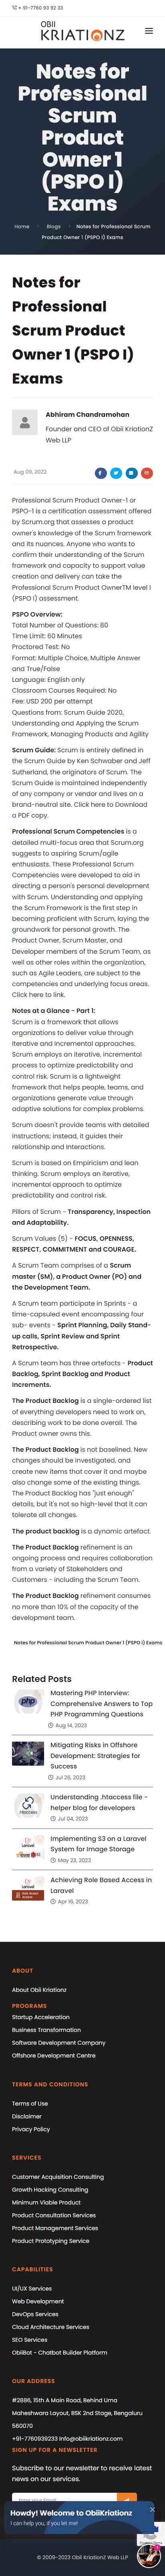 + 91-7760 93 92 33
OBII
KRIATIONZ
Notes for
Professional
Scrum
Product
Owner 1
(PSPO I)
Exams
Home
Blogs
Notes for Professional Scrum
Product Owner 1 (PSPO I) Exams
Notes for
Professional
Scrum Product
Owner 1 (PSPO I)
Exams
Abhiram Chandramohan
Founder and CEO of Obii KriationZ
Web LLP
Aug 09, 2022
Professional Scrum Product Owner-1 or
PSPO-1 is a certification assessment offered
by Scrum.org that assesses a product
owner's knowledge of the Scrum framework
and its nuances. Anyone who wants to
confirm their understanding of the Scrum
framework and capacity to support value
creation and delivery can take the
Professional Scrum Product OwnerTM level I
(PSPO I) assessment.
PSPO Overview:
Total Number of Questions: 80
Time Limit: 60 Minutes
Proctored Test: No
Format: Multiple Choice, Multiple Answer
and True/False
Language: English only
Classroom Courses Required: No
Fee: USD 200 per attempt
Questions from: Scrum Guide 2020,
Understanding and Applying the Scrum
Framework, Managing Products and Agility
Scrum Guide: Scrum is entirely defined in
the Scrum Guide by Ken Schwaber and Jeff
Sutherland, the originators of Scrum. The
Scrum Guide is maintained independently
of any company or vendor and lives on a
brand-neutral site. Click here to Download
a PDF copy.
Professional Scrum Competencies is a
detailed multi-focus area that Scrum.org
suggests to aspiring Scrum/agile
enthusiasts. These Professional Scrum
Competencies were developed to aid in
directing a person's personal development
with Scrum. Understanding and applying
the Scrum Framework is the first step in
becoming proficient with Scrum, laying the
groundwork for personal growth. The
Product Owner, Scrum Master, and
Developer members of the Scrum Team, as
well as other roles within the organization,
such as Agile Leaders, are subject to the
competencies and underlying focus areas.
Click here to link.
Notes at a Glance - Part 1:
Scrum is a framework that allows
organizations to deliver value through
iterative and Incremental approaches.
Scrum employs an iterative, incremental
process to optimize predictability and
control risk. Scrum is a lightweight
framework that helps people, teams, and
organizations generate value through
adaptive solutions for complex problems.
Scrum doesn't provide teams with detailed
instructions; instead, it guides their
relationship and Interactions.
Scrum is based on Empiricism and lean
thinking. Scrum employs an iterative,
incremental approach to optimize
predictability and control risk.
Pillars of Scrum - Transparency, Inspection
and Adaptability.
Scrum Values (5) - FOCUS, OPENNESS,
RESPECT, COMMITMENT and COURAGE.
A Scrum Team comprises of a Scrum
master (SM), a Product Owner (PO) and
the Development Team.
A Scrum team participate in Sprints - a
time-capsuled event encompassing four
sub- events - Sprint Planning, Daily Stand-
up calls, Sprint Review and Sprint
Retrospective.
A Scrum Team has three artefacts - Product
Backlog, Sprint Backlog and Product
Increments.
The Product Backlog is a single-ordered list
of everything developers need to work on,
describing work to be done overall. The
Product owner owns this.
The Product Backlog is not baselined. New
changes should be investigated, and
create new items that cover it and maybe
also change some of the existing things.
The Product Backlog has "just enough"
details, but it's not so high-level that it
tolerate all changes.
The Product backlog is a dynamic artefact.
The Product Backlog refinement is an
ongoing process and requires collaboration
from a variety of Stakeholders and
Customers - including the Scrum Team.
The Product Backlog refinement consumes
no more than 10% of the capacity of the
development team.
Notes for Professional Scrum Product Owner 1 (PSPO I) Exams
Related Posts
Mastering PHP Interview:
Comprehensive Answers to Top
PHP Programming Questions
Aug 14, 2023
Mitigating Risks in Offshore
Development: Strategies for
Success
Jul 28, 2023
Understanding .htaccess file -
helper blog for developers
Jul 04, 2023
Implementing S3 on a Laravel
System for Image Storage
May 23, 2023
Achieving Role Based Access in
Laravel
Apr 16, 2023
ABOUT
About Obii Kriationz
PROGRAMS
Startup Acceleration
Business Transformation
Software Development Company
Offshore Development Centre
TERMS AND CONDITIONS
Terms of Use
Disclaimer
Privacy Policy
SERVICES
Customer Acquisition Consulting
Growth Hacking Consulting
Minimum Viable Product
Product Consultation Services
Product Management Services
Product Prototyping Service
CAPABILITIES
UI/UX Services
Web Development
DevOps Services
Cloud Architecture Services
SEO Services
ObiiBot - Chatbot Builder Platform
OUR ADDRESS
#2886, 15th A Main Road, Behind Uma
Maheshwara Layout, BSK 2nd Stage, Bengaluru
560070
+91-7760939233 Info@obiikriationz.com
SIGN UP FOR A NEWSLETTER
Subscribe to our newsletter to receive latest
news on our services.
Howdy! Welcome to ObiiKriationz
I can help you, if you let me!
© 2009-2023 Obii KriationZ Web LLP